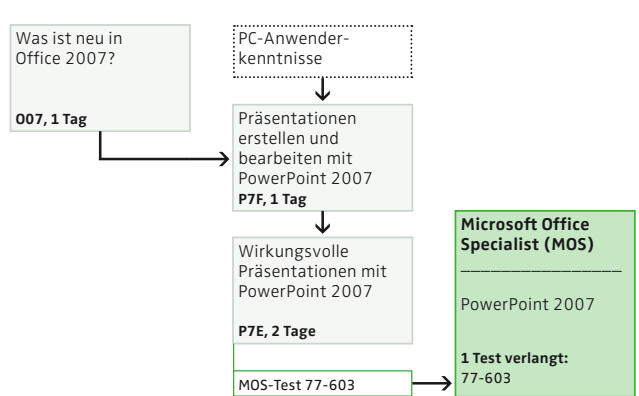 Was ist neu in
Office 2007?
O07, 1 Tag
PC-Anwender-
kenntnisse
Präsentationen
erstellen und
bearbeiten mit
PowerPoint 2007
P7F, 1 Tag
Wirkungsvolle
Präsentationen mit
PowerPoint 2007
P7E, 2 Tage
MOS-Test 77-603
Microsoft Office
Specialist (MOS)
PowerPoint 2007
1 Test verlangt:
77-603